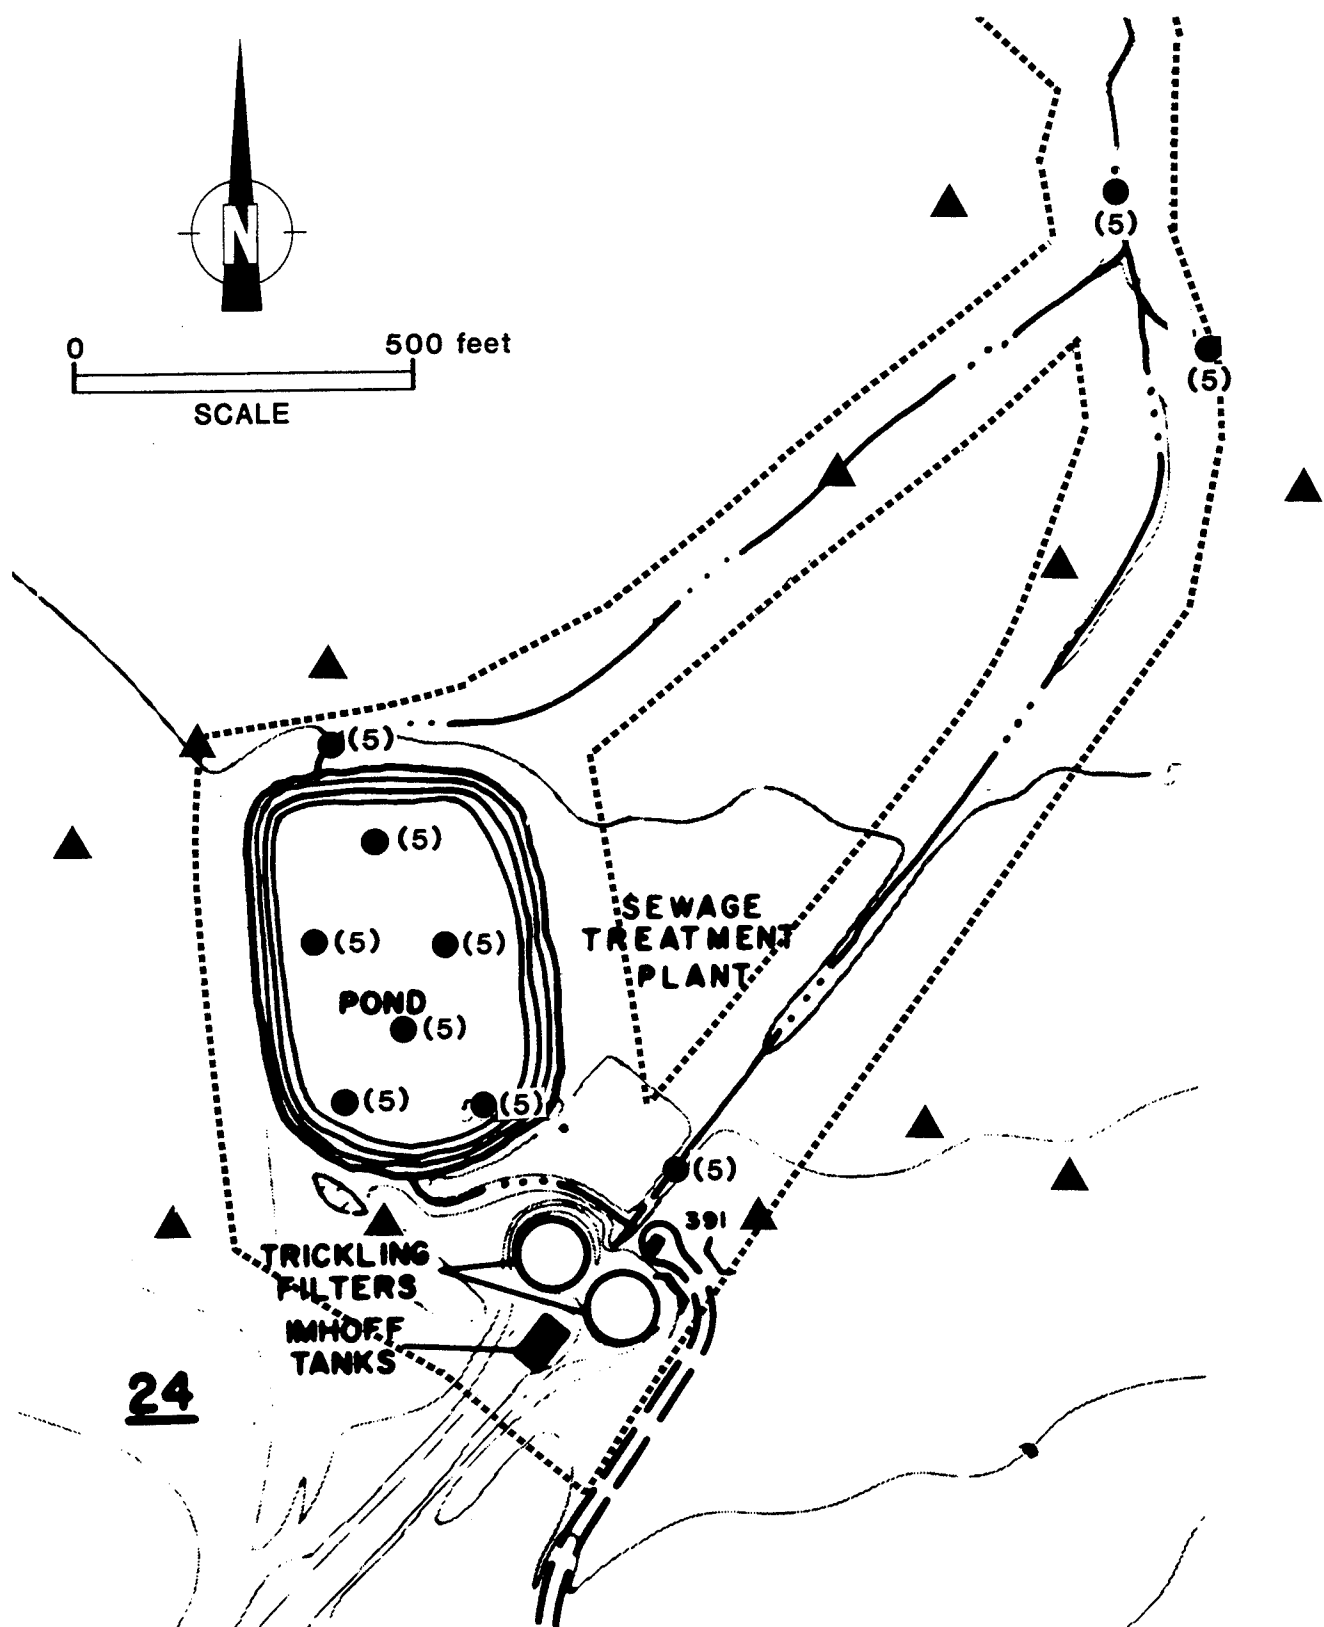 (5)
N
0 500 feet
SCALE
(5)
(5)
(5)
(5) (5)
SEWAGE
TREATMENT
PLANT
POND
(5)
(5) (5)
(5)
391
TRICKLING
FILTERS
IMHOFF
TANKS
24